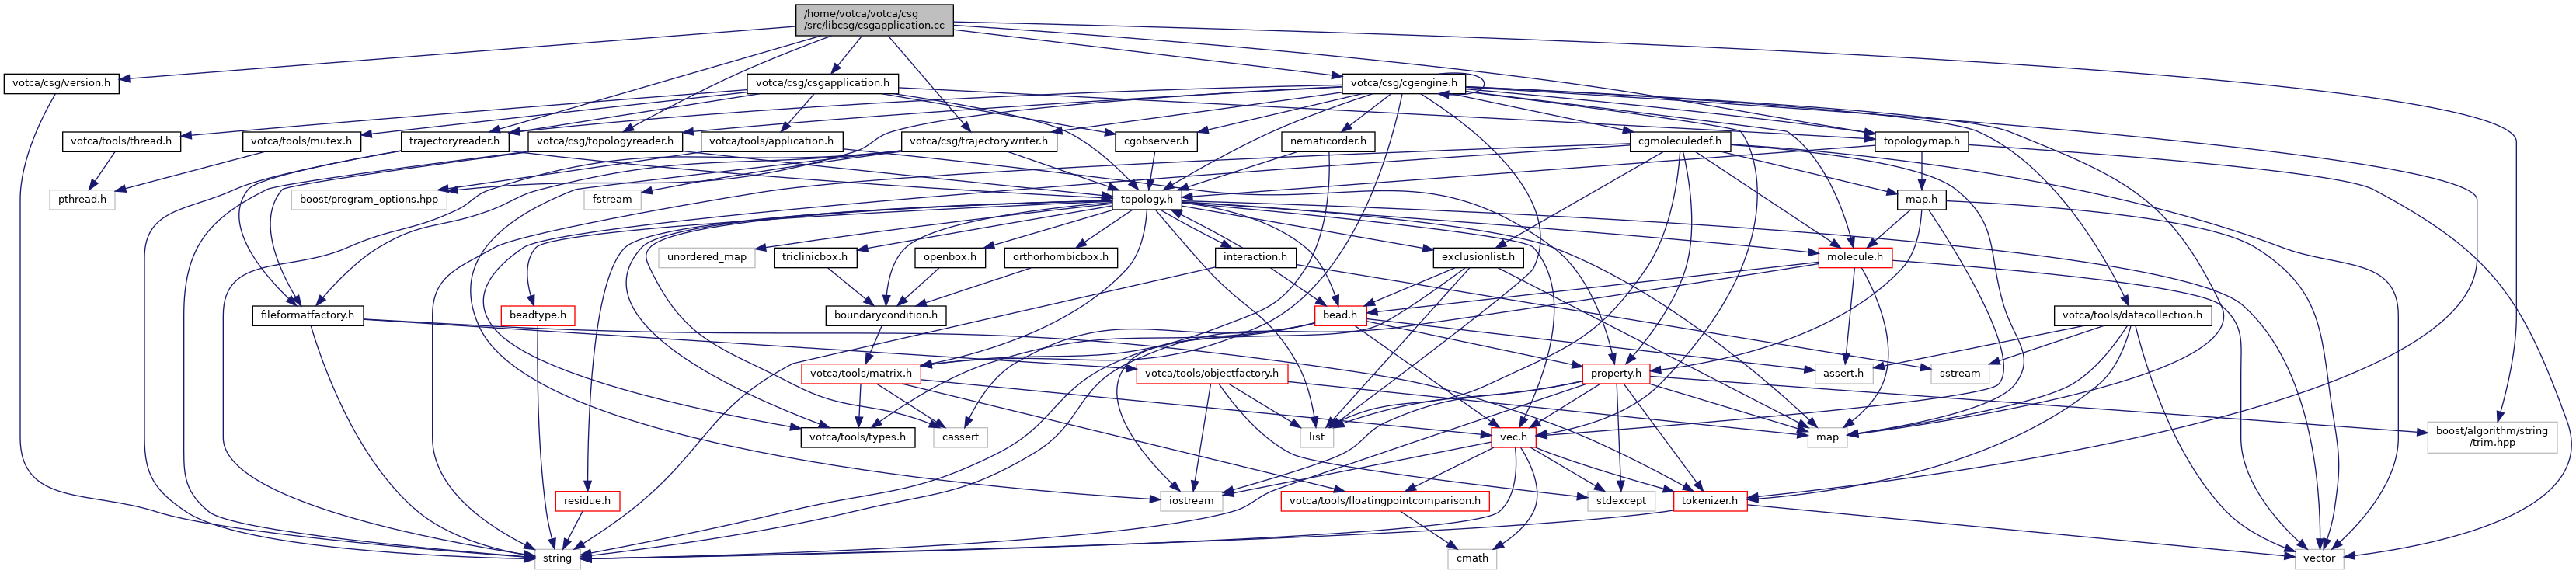 /home/votca/votca/csg
/src/libcsg/csgapplication.cc
votca/csg/version.h
votca/csg/csgapplication.h
votca/csg/cgengine.h
votca/tools/thread.h
votca/tools/mutex.h
trajectoryreader.h
votca/csg/topologyreader.h
votca/tools/application.h
votca/csg/trajectorywriter.h
cgobserver.h
nematicorder.h
cgmoleculedef.h
topologymap.h
pthread.h
boost/program_options.hpp
fstream
topology.h
map.h
unordered_map
triclinicbox.h
openbox.h
orthorhombicbox.h
interaction.h
exclusionlist.h
molecule.h
fileformatfactory.h
beadtype.h
boundarycondition.h
bead.h
votca/tools/datacollection.h
votca/tools/matrix.h
votca/tools/objectfactory.h
property.h
assert.h
sstream
votca/tools/types.h
cassert
list
vec.h
map
boost/algorithm/string
/trim.hpp
residue.h
iostream
votca/tools/floatingpointcomparison.h
stdexcept
tokenizer.h
string
cmath
vector